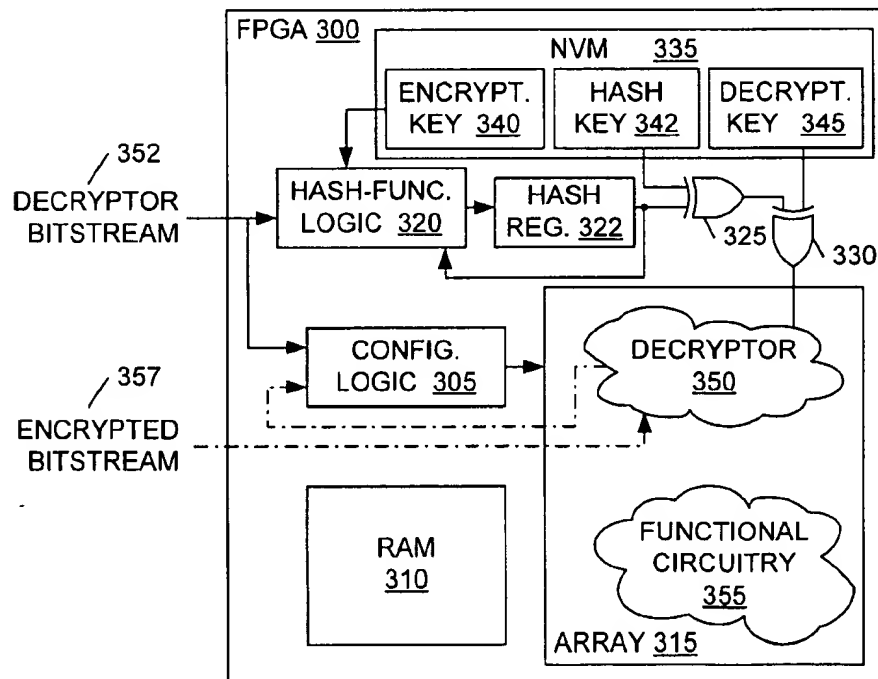 FPGA 300
NVM 335
ENCRYPT.
KEY 340
HASH
KEY 342
DECRYPT.
KEY 345
352
DECRYPTOR
BITSTREAM
HASH-FUNC.
LOGIC 320
HASH
REG. 322
325
330
CONFIG.
LOGIC 305
DECRYPTOR
350
357
ENCRYPTED
BITSTREAM
RAM
310
FUNCTIONAL
CIRCUITRY
355
ARRAY 315